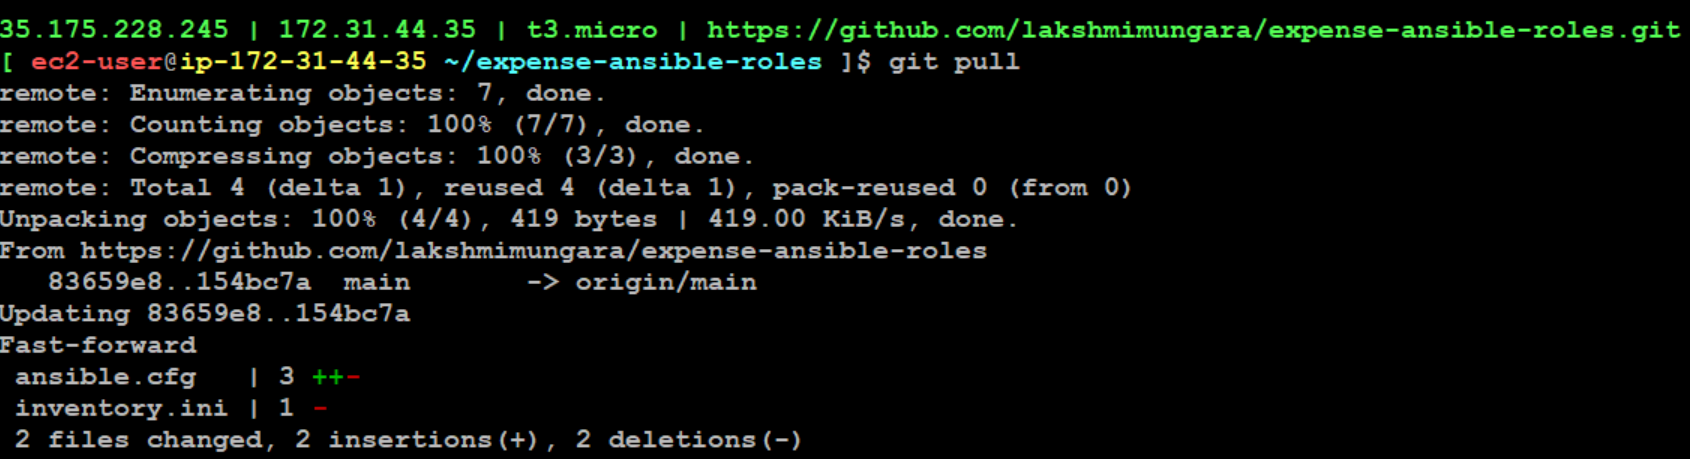 35.175.228.245 | 172.31.44.35 | t3.micro | https://github.com/lakshmimungara/expense-ansible-roles.git
[ ec2-user@ip-172-31-44-35 ~/expense-ansible-roles ]$ git pull
remote: Enumerating objects: 7, done.
remote: Counting objects: 100% (7/7), done.
remote: Compressing objects: 100% (3/3), done.
remote: Total 4 (delta 1), reused 4 (delta 1), pack-reused 0 (from 0)
Unpacking objects: 100% (4/4), 419 bytes | 419.00 KiB/s, done.
From https://github.com/lakshmimungara/expense-ansible-roles
   83659e8..154bc7a  main       -> origin/main
Updating 83659e8..154bc7a
Fast-forward
 ansible.cfg   | 3 ++-
 inventory.ini | 1 -
 2 files changed, 2 insertions(+), 2 deletions(-)